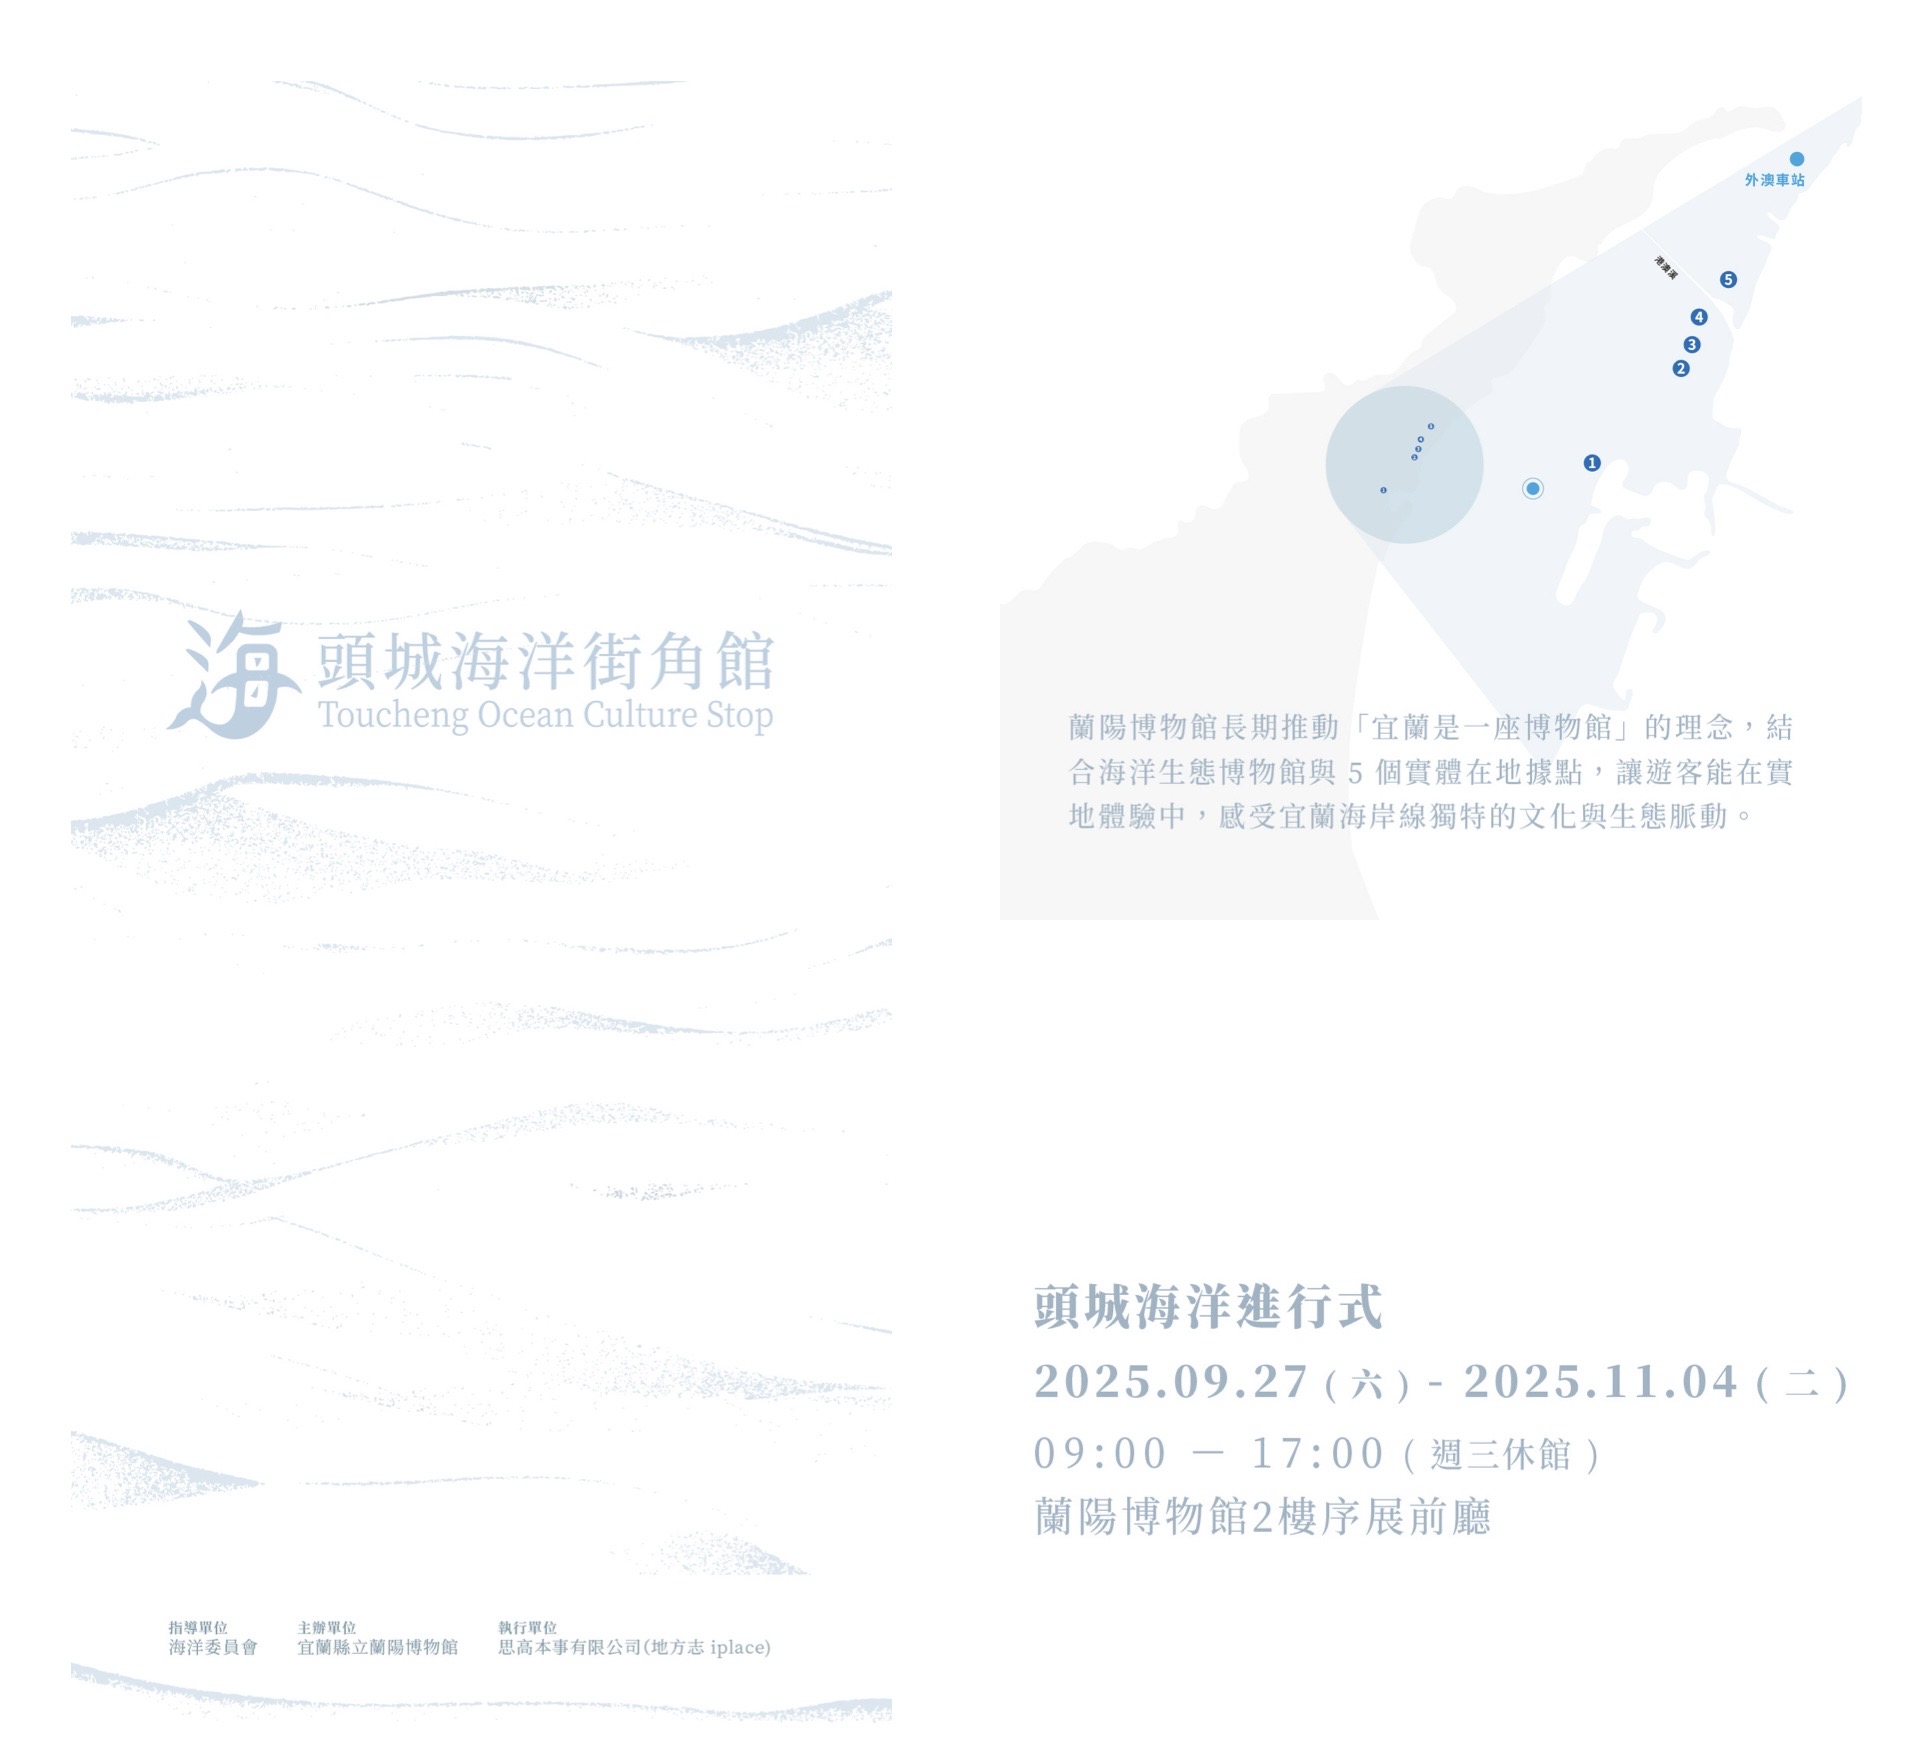 海 頭城海洋街角館
Toucheng Ocean Culture Stop
指導單位
海洋委員會
主辦單位
宜蘭縣立蘭陽博物館
執行單位
思高本事有限公司(地方志 iplace)
外澳車站
港澳溪
5
4
3
2
1
5
4
3
2
1
蘭陽博物館長期推動「宜蘭是一座博物館」的理念，結
合海洋生態博物館與 5 個實體在地據點，讓遊客能在實
地體驗中，感受宜蘭海岸線獨特的文化與生態脈動。
頭城海洋進行式
2025.09.27 ( 六 ) - 2025.11.04 ( 二 )
09:00 — 17:00 ( 週三休館 )
蘭陽博物館2樓序展前廳